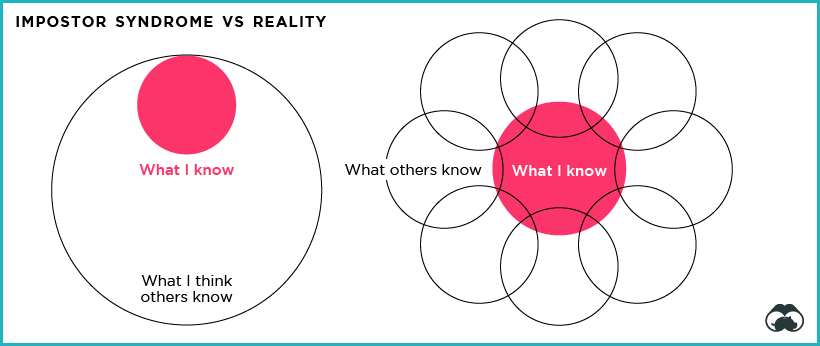 IMPOSTOR SYNDROME VS REALITY
What I know
What I think
others know
What others know
What I know